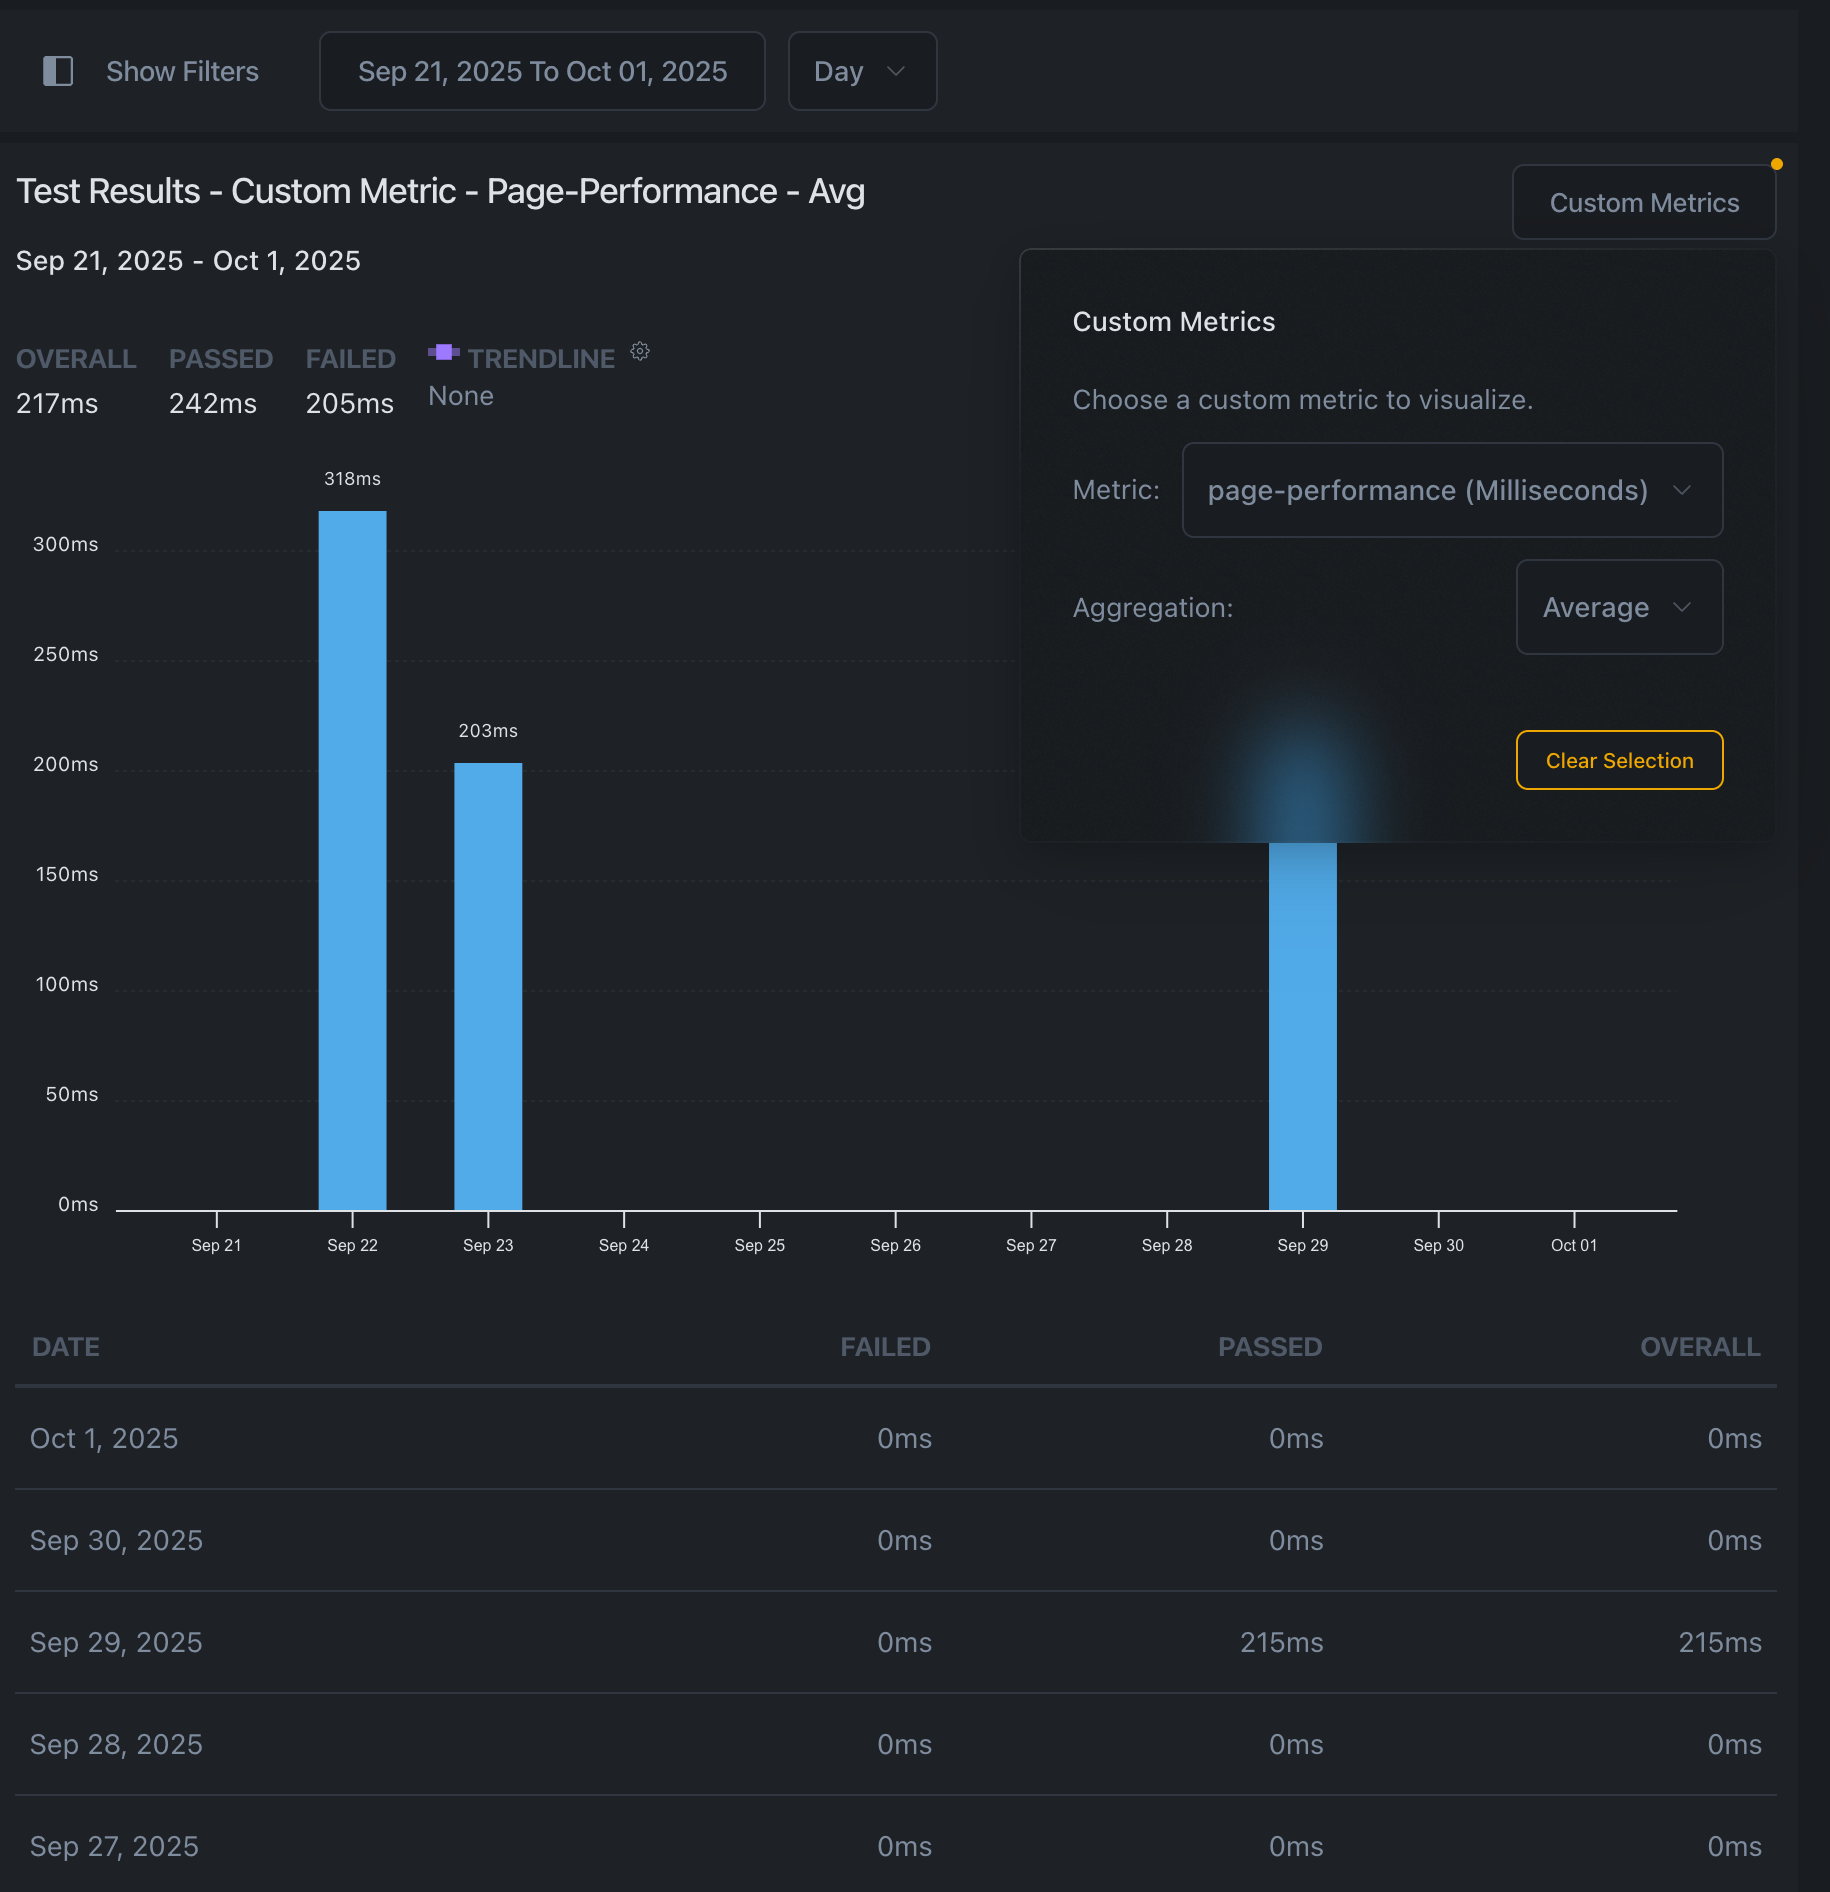 Show Filters
Sep 21, 2025 To Oct 01, 2025
Day
Test Results - Custom Metric - Page-Performance - Avg
Custom Metrics
Sep 21, 2025 - Oct 1, 2025
OVERALL PASSED FAILED TRENDLINE
217ms 242ms 205ms None
Custom Metrics
Choose a custom metric to visualize.
Metric: page-performance (Milliseconds)
Aggregation: Average
Clear Selection
318ms
203ms
300ms
250ms
200ms
150ms
100ms
50ms
0ms
Sep 21 Sep 22 Sep 23 Sep 24 Sep 25 Sep 26 Sep 27 Sep 28 Sep 29 Sep 30 Oct 01
DATE FAILED PASSED OVERALL
Oct 1, 2025 0ms 0ms 0ms
Sep 30, 2025 0ms 0ms 0ms
Sep 29, 2025 0ms 215ms 215ms
Sep 28, 2025 0ms 0ms 0ms
Sep 27, 2025 0ms 0ms 0ms